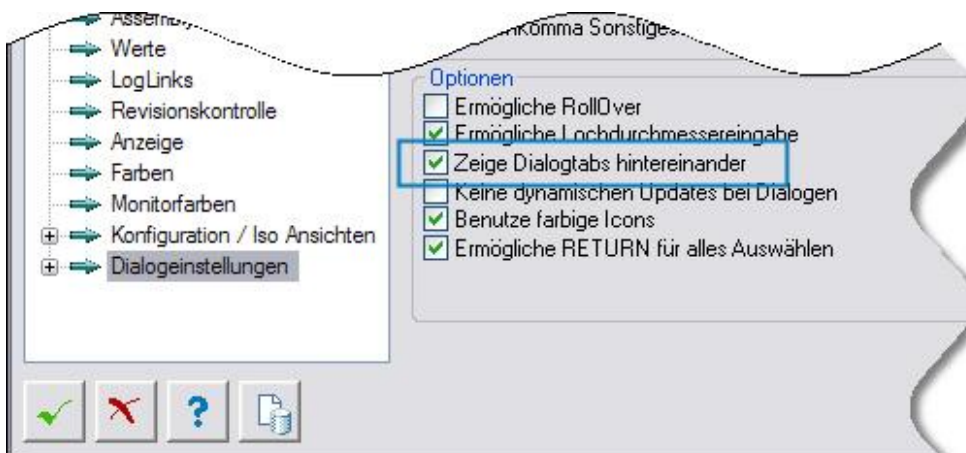 Werte
LogLinks
Revisionskontrolle
Anzeige
Farben
Monitorfarben
Konfiguration / Iso Ansichten
Dialogeinstellungen
Sonstiges
Optionen
Ermögliche RollOver
Ermögliche Lochdurchmessereingabe
Zeige Dialogtabs hintereinander
Keine dynamischen Updates bei Dialogen
Benutze farbige Icons
Ermögliche RETURN für alles Auswählen
?